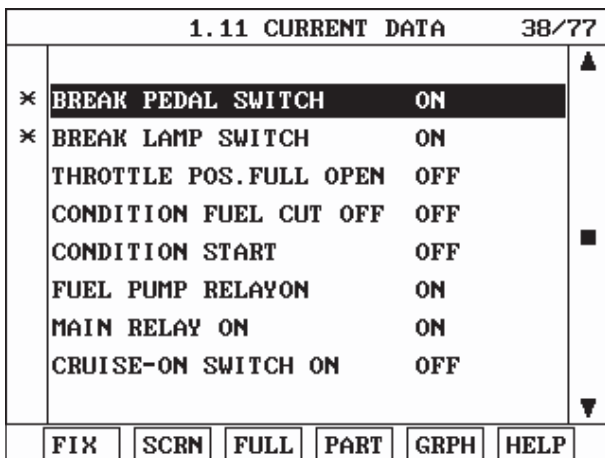 1.11 CURRENT DATA 38/77
* BREAK PEDAL SWITCH ON
* BREAK LAMP SWITCH ON
THROTTLE POS.FULL OPEN OFF
CONDITION FUEL CUT OFF OFF
CONDITION START OFF
FUEL PUMP RELAYON ON
MAIN RELAY ON ON
CRUISE-ON SWITCH ON OFF
FIX SCRN FULL PART GRPH HELP